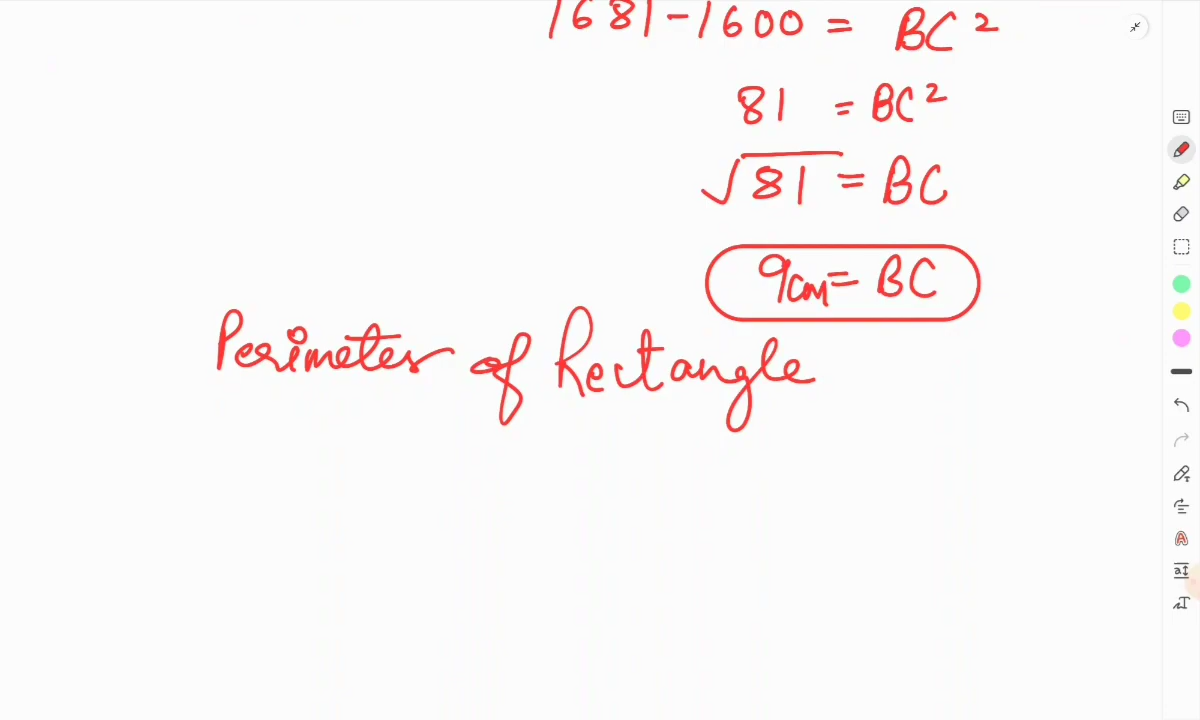 1681-1600 = BC²
81 = BC²
√81 = BC
9cm = BC
Perimeter of Rectangle